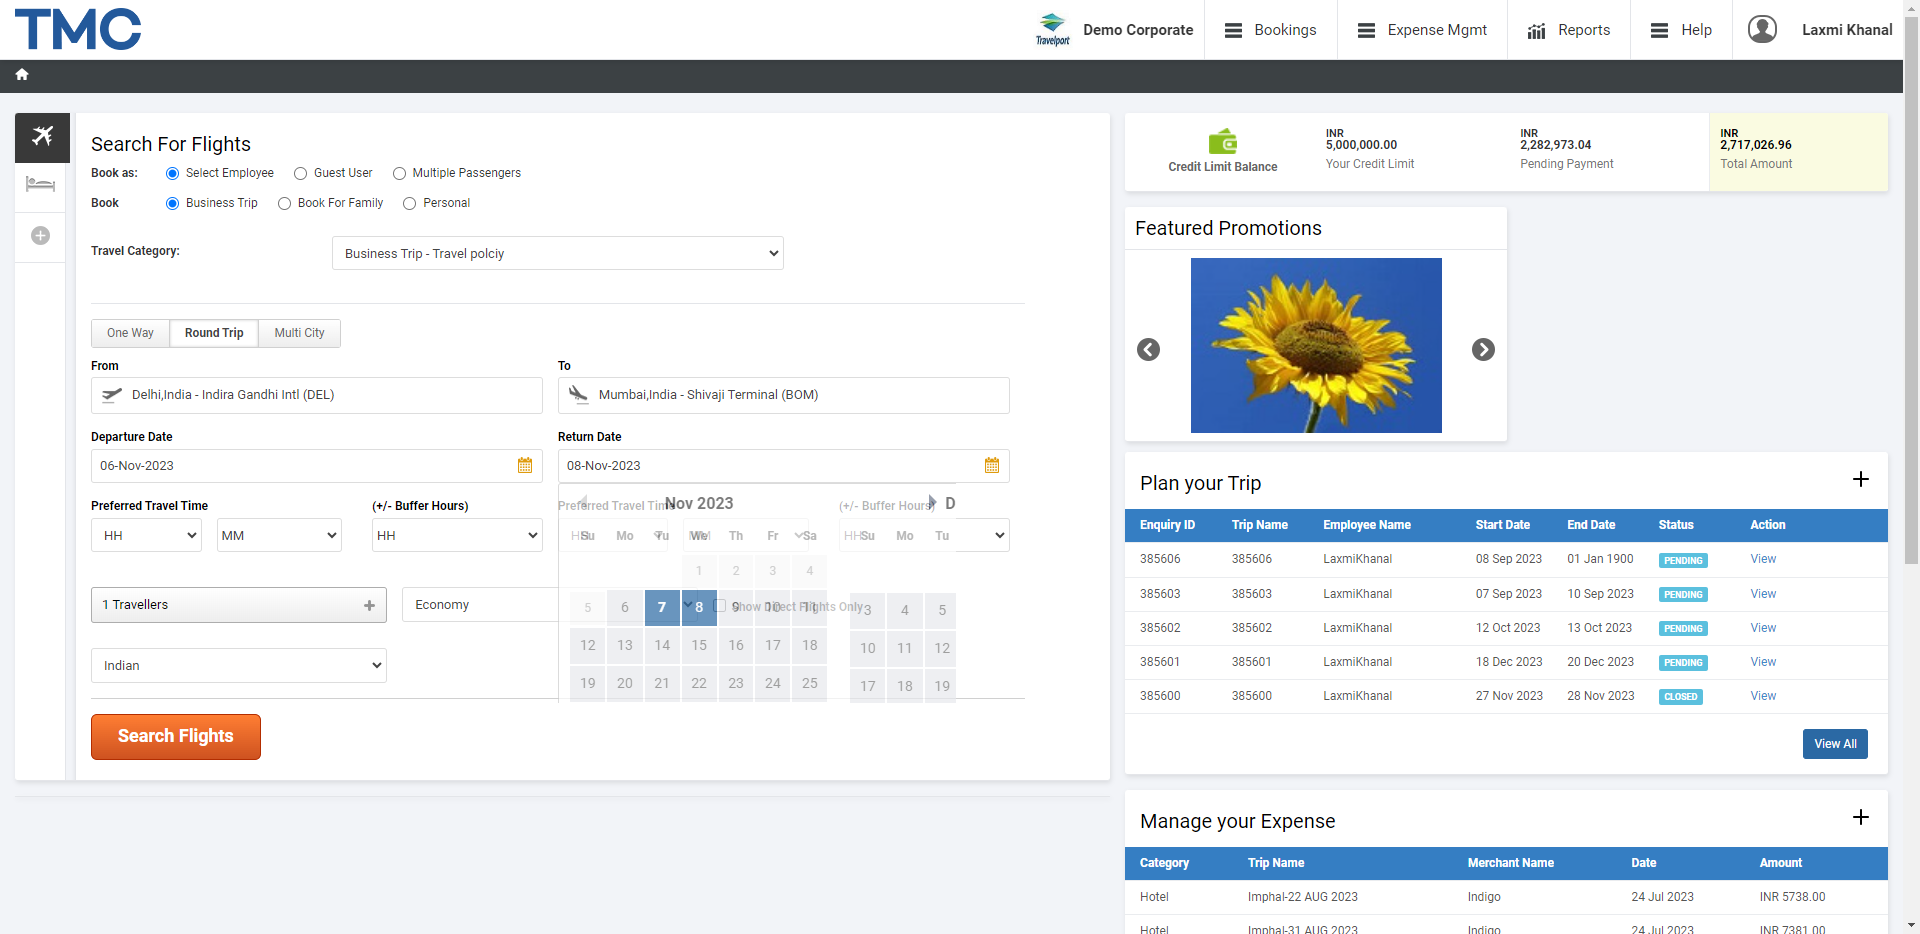 TMC
Travelport
Demo Corporate
Bookings
Expense Mgmt
Reports
Help
Laxmi Khanal
Search For Flights
Book as: Select Employee Guest User Multiple Passengers
Book Business Trip Book For Family Personal
Travel Category: Business Trip - Travel polciy
One Way Round Trip Multi City
From To
Delhi,India - Indira Gandhi Intl (DEL) Mumbai,India - Shivaji Terminal (BOM)
Departure Date Return Date
06-Nov-2023 08-Nov-2023
Preferred Travel Time (+/- Buffer Hours) Preferred Travel Time (+/- Buffer Hours)
HH MM HH HH MM HH
Nov 2023 D
Su Mo Tu We Th Fr Sa Su Mo Tu
1 2 3 4
5 6 7 8 9 10 11 3 4 5
12 13 14 15 16 17 18 10 11 12
19 20 21 22 23 24 25 17 18 19
1 Travellers Economy Show Direct Flights Only
Indian
Search Flights
Credit Limit Balance
INR
5,000,000.00
Your Credit Limit
INR
2,282,973.04
Pending Payment
INR
2,717,026.96
Total Amount
Featured Promotions
Plan your Trip
Enquiry ID Trip Name Employee Name Start Date End Date Status Action
385606 385606 LaxmiKhanal 08 Sep 2023 01 Jan 1900 PENDING View
385603 385603 LaxmiKhanal 07 Sep 2023 10 Sep 2023 PENDING View
385602 385602 LaxmiKhanal 12 Oct 2023 13 Oct 2023 PENDING View
385601 385601 LaxmiKhanal 18 Dec 2023 20 Dec 2023 PENDING View
385600 385600 LaxmiKhanal 27 Nov 2023 28 Nov 2023 CLOSED View
View All
Manage your Expense
Category Trip Name Merchant Name Date Amount
Hotel Imphal-22 AUG 2023 Indigo 24 Jul 2023 INR 5738.00
Hotel Imphal-31 AUG 2023 Indigo 24 Jul 2023 INR 7381.00